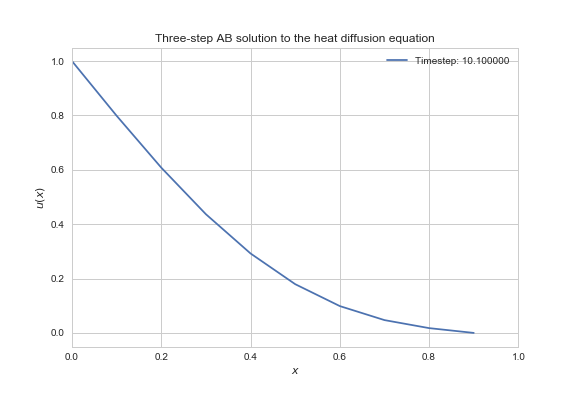 Three-step AB solution to the heat diffusion equation
1.0
Timestep: 10.100000
0.8
0.6
u(x)
0.4
0.2
0.0
0.0 0.2 0.4 0.6 0.8 1.0
x